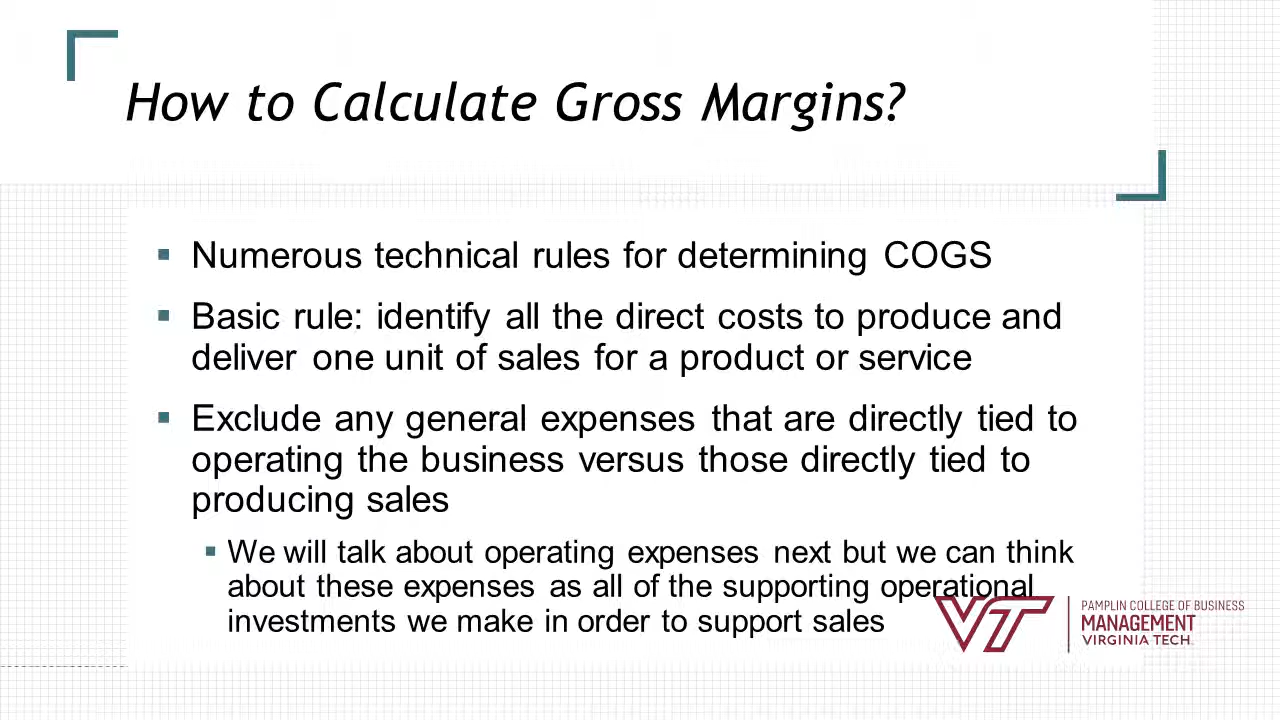 How to Calculate Gross Margins?
▪ Numerous technical rules for determining COGS
▪ Basic rule: identify all the direct costs to produce and
deliver one unit of sales for a product or service
▪ Exclude any general expenses that are directly tied to
operating the business versus those directly tied to
producing sales
▪ We will talk about operating expenses next but we can think
about these expenses as all of the supporting operational
investments we make in order to support sales
VT
PAMPLIN COLLEGE OF BUSINESS
MANAGEMENT
VIRGINIA TECH.